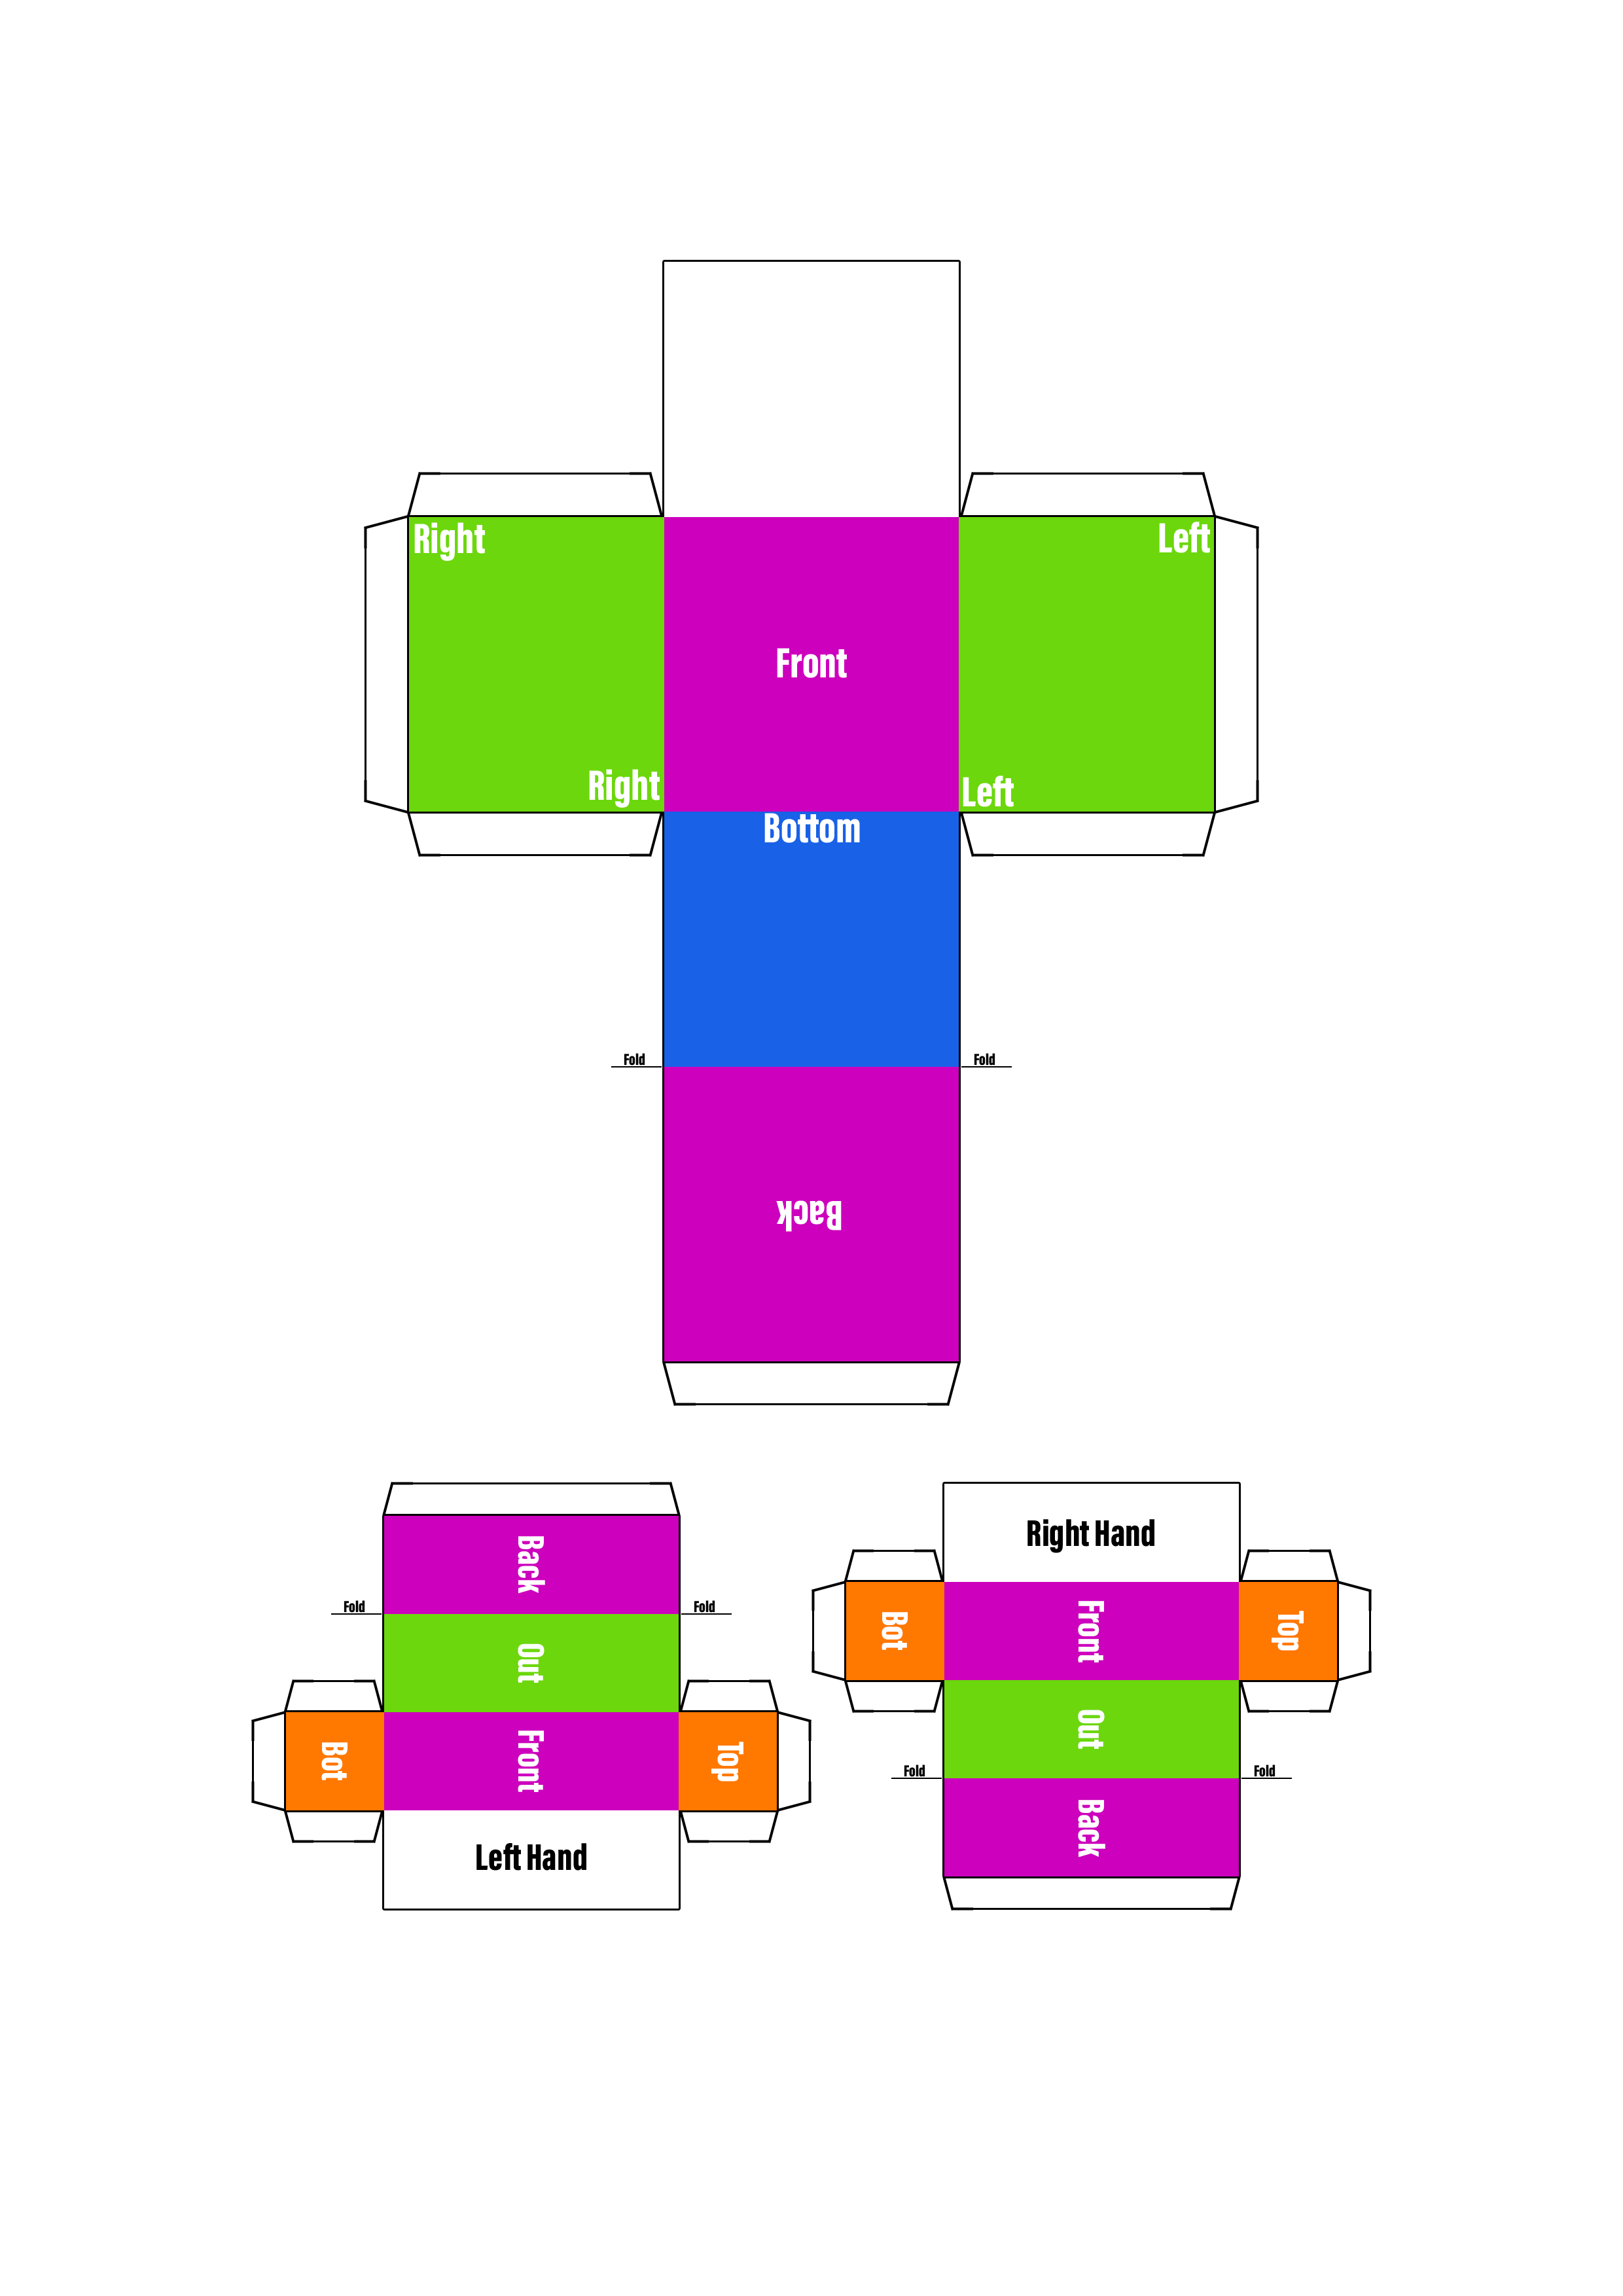 Right
Left
Front
Right
Left
Bottom
Fold
Fold
Back
Back
Fold
Fold
Out
Bot
Front
Top
Left Hand
Right Hand
Bot
Front
Top
Out
Fold
Fold
Back